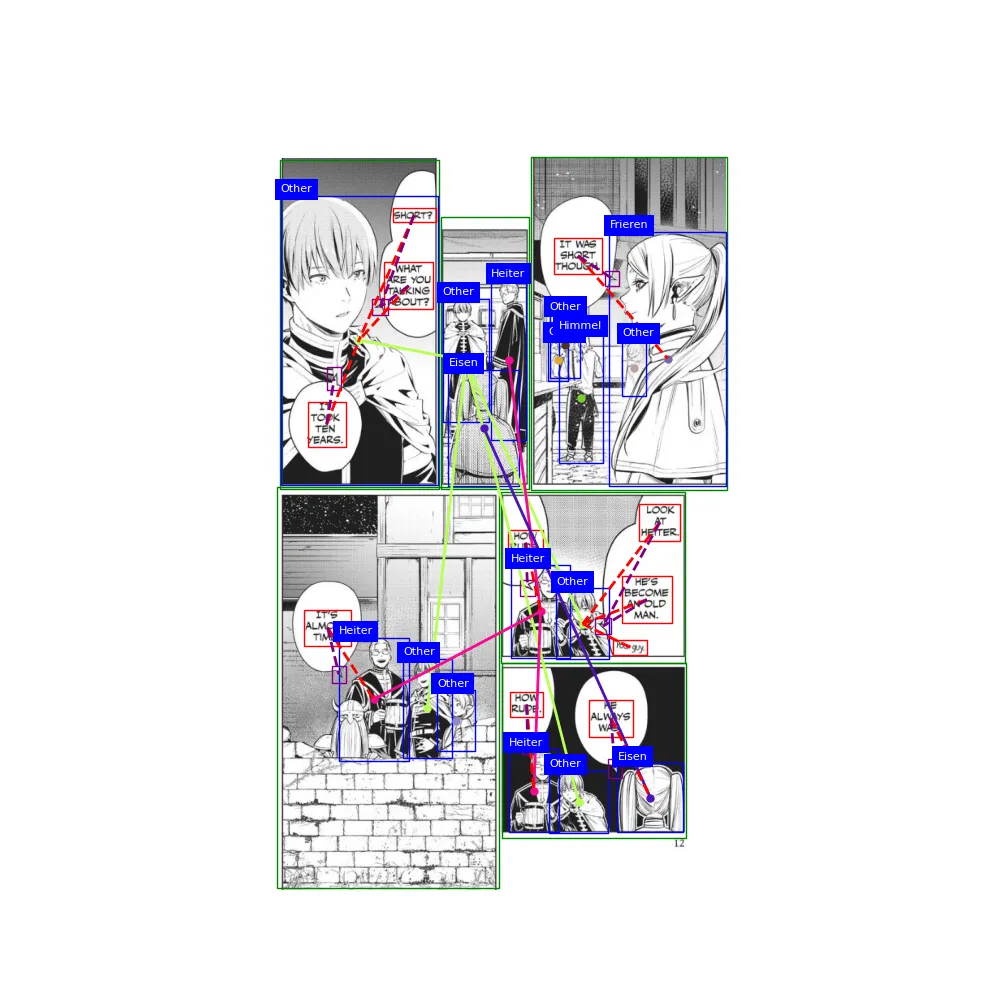 Frieren
IT WAS
SHORT
THOUGH.
Other
Himmel
Other
Heiter
Other
Eisen
Other
SHORT?
WHAT
ARE YOU
TALKING
ABOUT?
IT
TOOK
TEN
YEARS.
LOOK
AT
HEITER.
HE'S
BECOME
AN OLD
MAN.
guy.
HOW
Heiter
Other
HE
ALWAYS
WAS.
HOW
RUDE.
Eisen
Heiter
Other
IT'S
ALMOST
TIME
Heiter
Other
Other
12